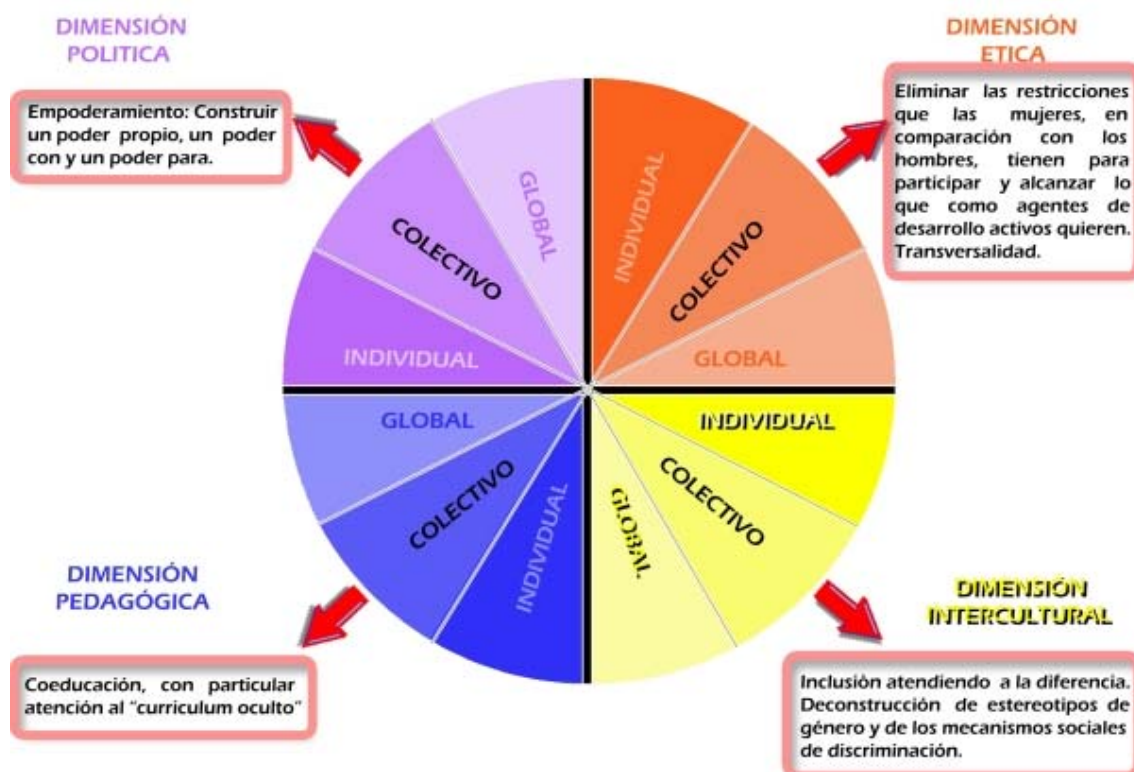 DIMENSIÓN
POLITICA
Empoderamiento: Construir
un poder propio, un poder
con y un poder para.
DIMENSIÓN
ETICA
Eliminar las restricciones
que las mujeres, en
comparación con los
hombres, tienen para
participar y alcanzar lo
que como agentes de
desarrollo activos quieren.
Transversalidad.
GLOBAL
COLECTIVO
INDIVIDUAL
INDIVIDUAL
COLECTIVO
GLOBAL
GLOBAL
COLECTIVO
INDIVIDUAL
INDIVIDUAL
COLECTIVO
GLOBAL
DIMENSIÓN
PEDAGÓGICA
Coeducación, con particular
atención al "curriculum oculto"
DIMENSIÓN
INTERCULTURAL
Inclusión atendiendo a la diferencia.
Deconstrucción de estereotipos de
género y de los mecanismos sociales
de discriminación.